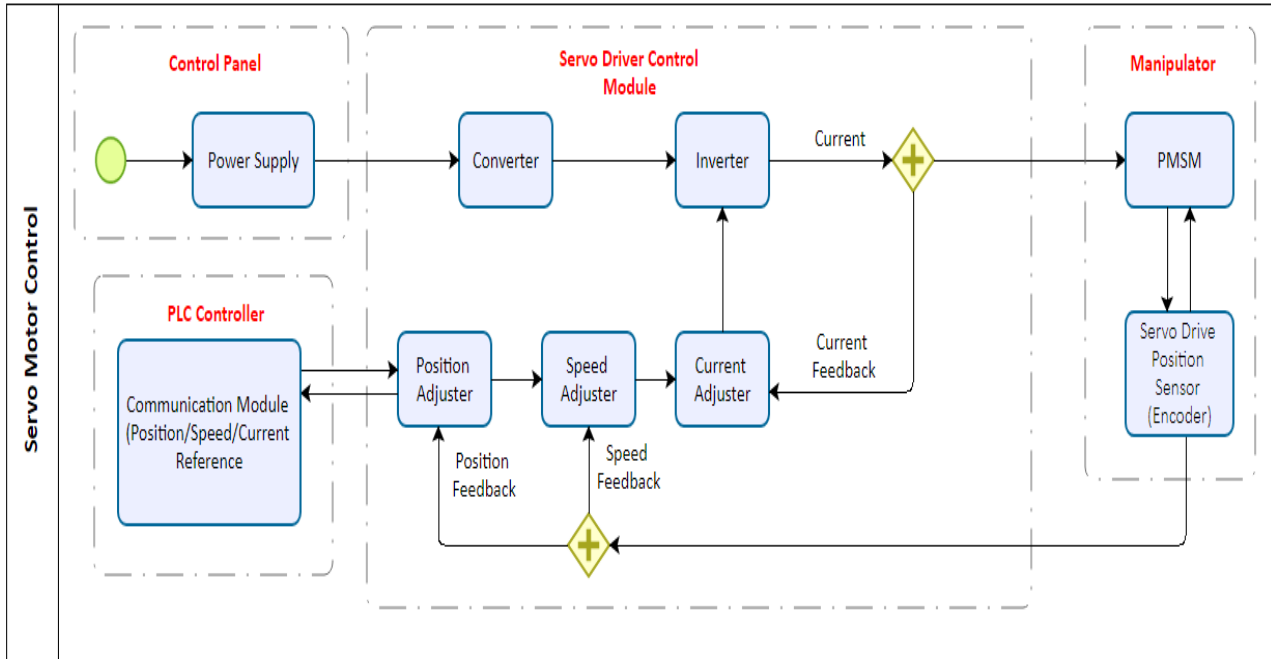 Servo Motor Control
Control Panel
Power Supply
Servo Driver Control
Module
Converter
Inverter
Current
Manipulator
PMSM
PLC Controller
Communication Module
(Position/Speed/Current
Reference
Position
Adjuster
Speed
Adjuster
Current
Adjuster
Current
Feedback
Servo Drive
Position
Sensor
(Encoder)
Position
Feedback
Speed
Feedback